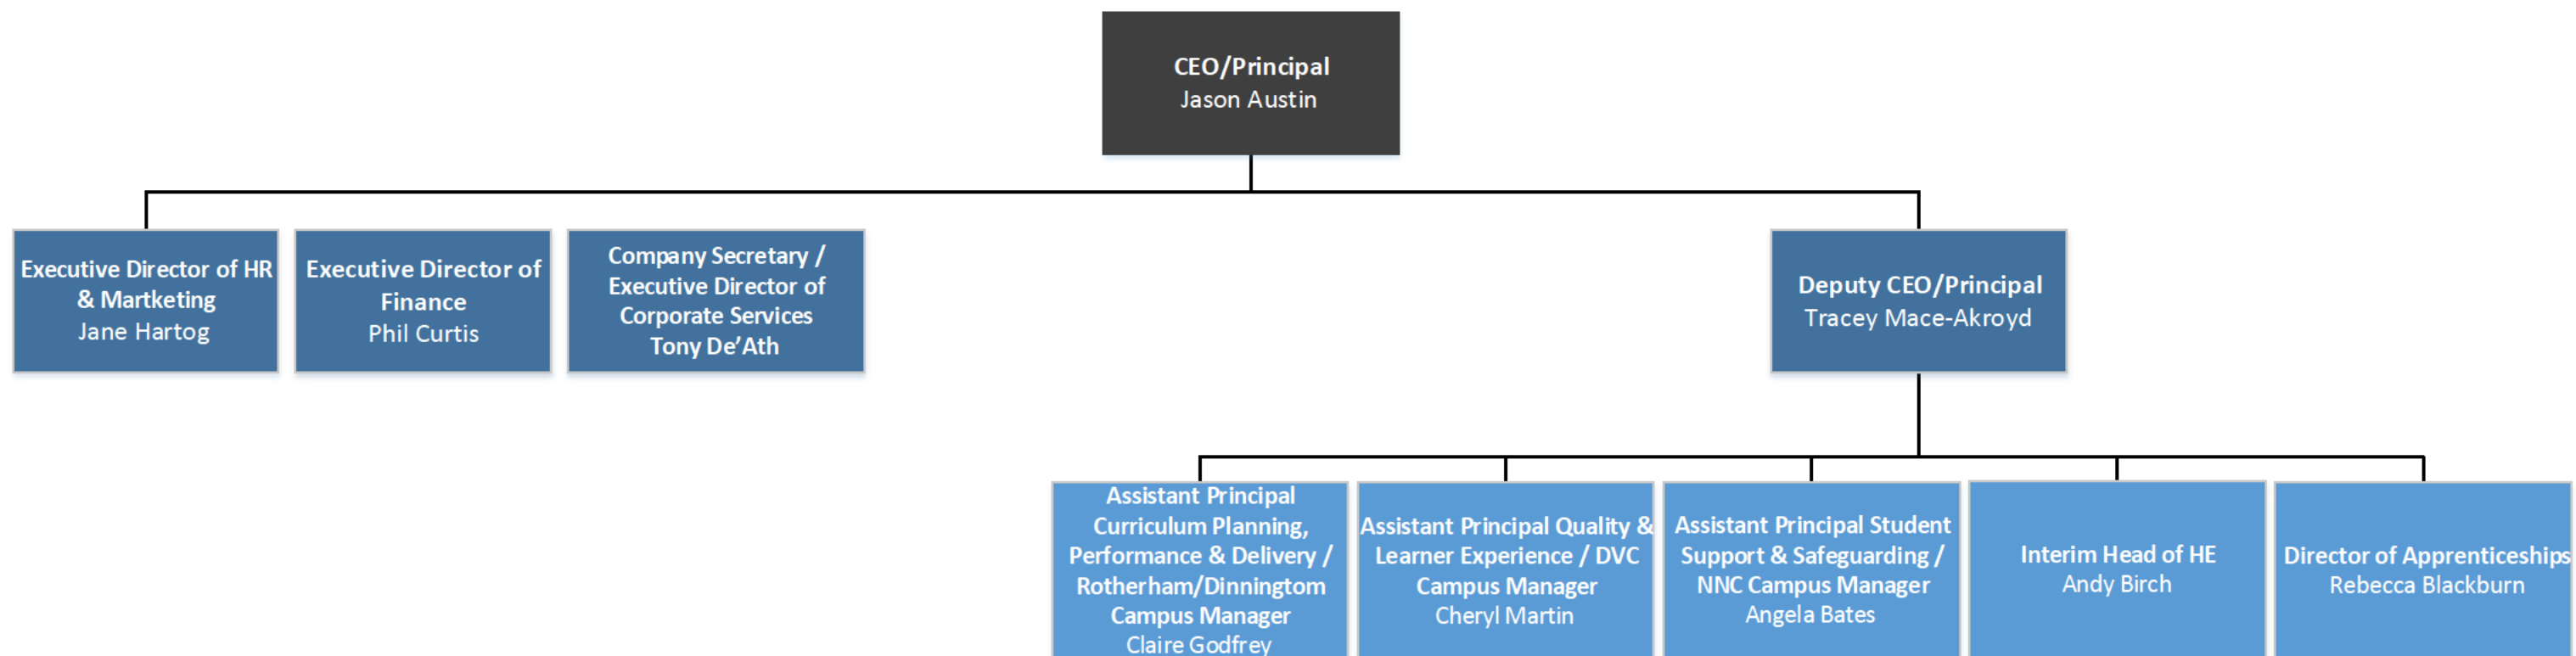 CEO/Principal
Jason Austin
Executive Director of HR
& Martketing
Jane Hartog
Executive Director of
Finance
Phil Curtis
Company Secretary /
Executive Director of
Corporate Services
Tony De’Ath
Deputy CEO/Principal
Tracey Mace-Akroyd
Assistant Principal
Curriculum Planning,
Performance & Delivery /
Rotherham/Dinningtom
Campus Manager
Claire Godfrey
Assistant Principal Quality &
Learner Experience / DVC
Campus Manager
Cheryl Martin
Assistant Principal Student
Support & Safeguarding /
NNC Campus Manager
Angela Bates
Interim Head of HE
Andy Birch
Director of Apprenticeships
Rebecca Blackburn